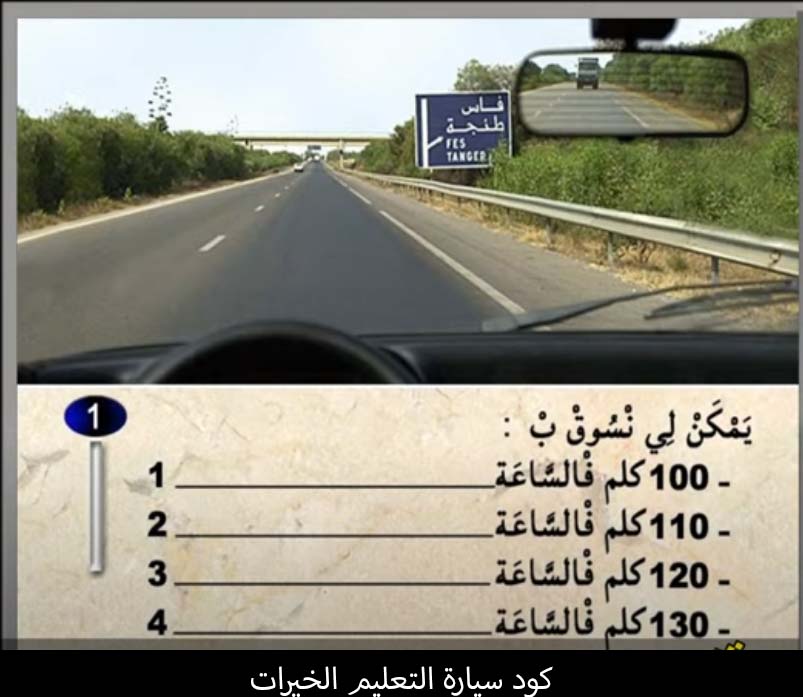 فاس
طنجة
FES
TANGER
1
يَمْكَنْ لِي نْسُوقْ بْ :
- 100 كلم فْالسَّاعَة 1
- 110 كلم فْالسَّاعَة 2
- 120 كلم فْالسَّاعَة 3
- 130 كلم فْالسَّاعَة 4
كود سيارة التعليم الخيرات